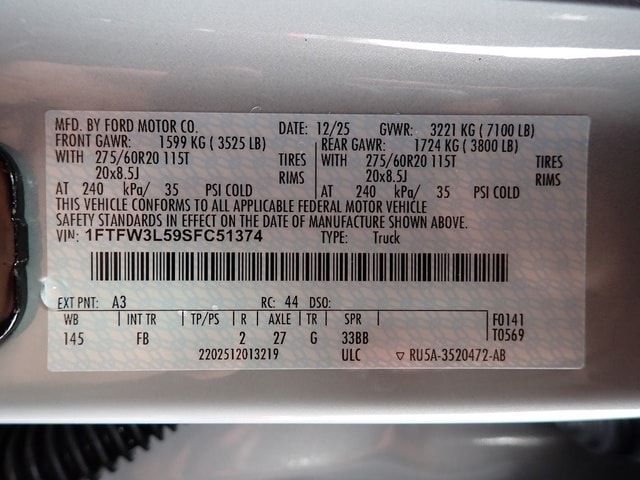 MFD. BY FORD MOTOR CO. DATE: 12/25 GVWR: 3221 KG ( 7100 LB)
FRONT GAWR: 1599 KG ( 3525 LB) REAR GAWR: 1724 KG ( 3800 LB)
WITH 275/60R20 115T TIRES WITH 275/60R20 115T TIRES
20x8.5J RIMS 20x8.5J RIMS
AT 240 kPa/ 35 PSI COLD AT 240 kPa/ 35 PSI COLD
THIS VEHICLE CONFORMS TO ALL APPLICABLE FEDERAL MOTOR VEHICLE
SAFETY STANDARDS IN EFFECT ON THE DATE OF MANUFACTURE SHOWN ABOVE.
VIN: 1FTFW3L59SFC51374 TYPE: Truck
EXT PNT: A3 RC: 44 DSO:
WB INT TR TP/PS R AXLE TR SPR F0141
145 FB 2 27 G 33BB T0569
2202512013219 ULC ▽ RU5A-3520472-AB